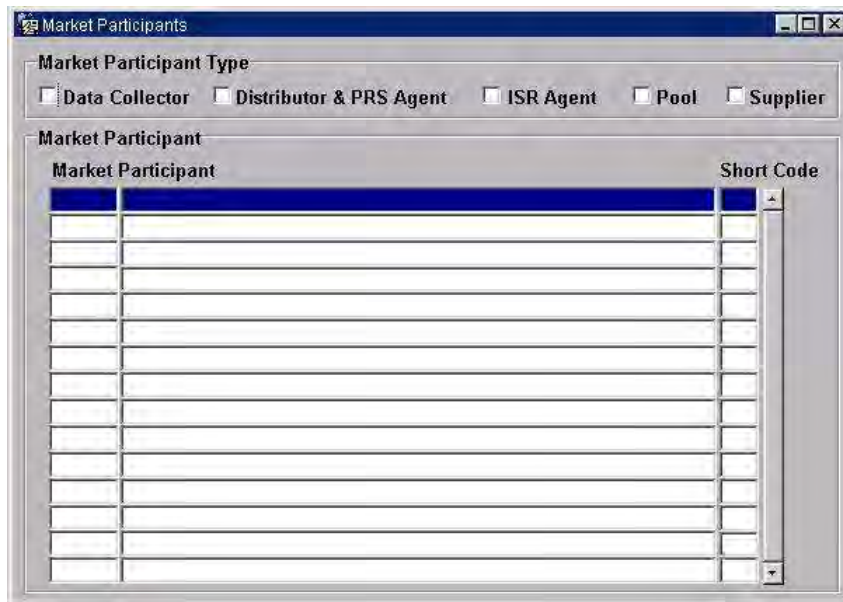 Market Participants
Market Participant Type
Data Collector Distributor & PRS Agent ISR Agent Pool Supplier
Market Participant
Market Participant Short Code